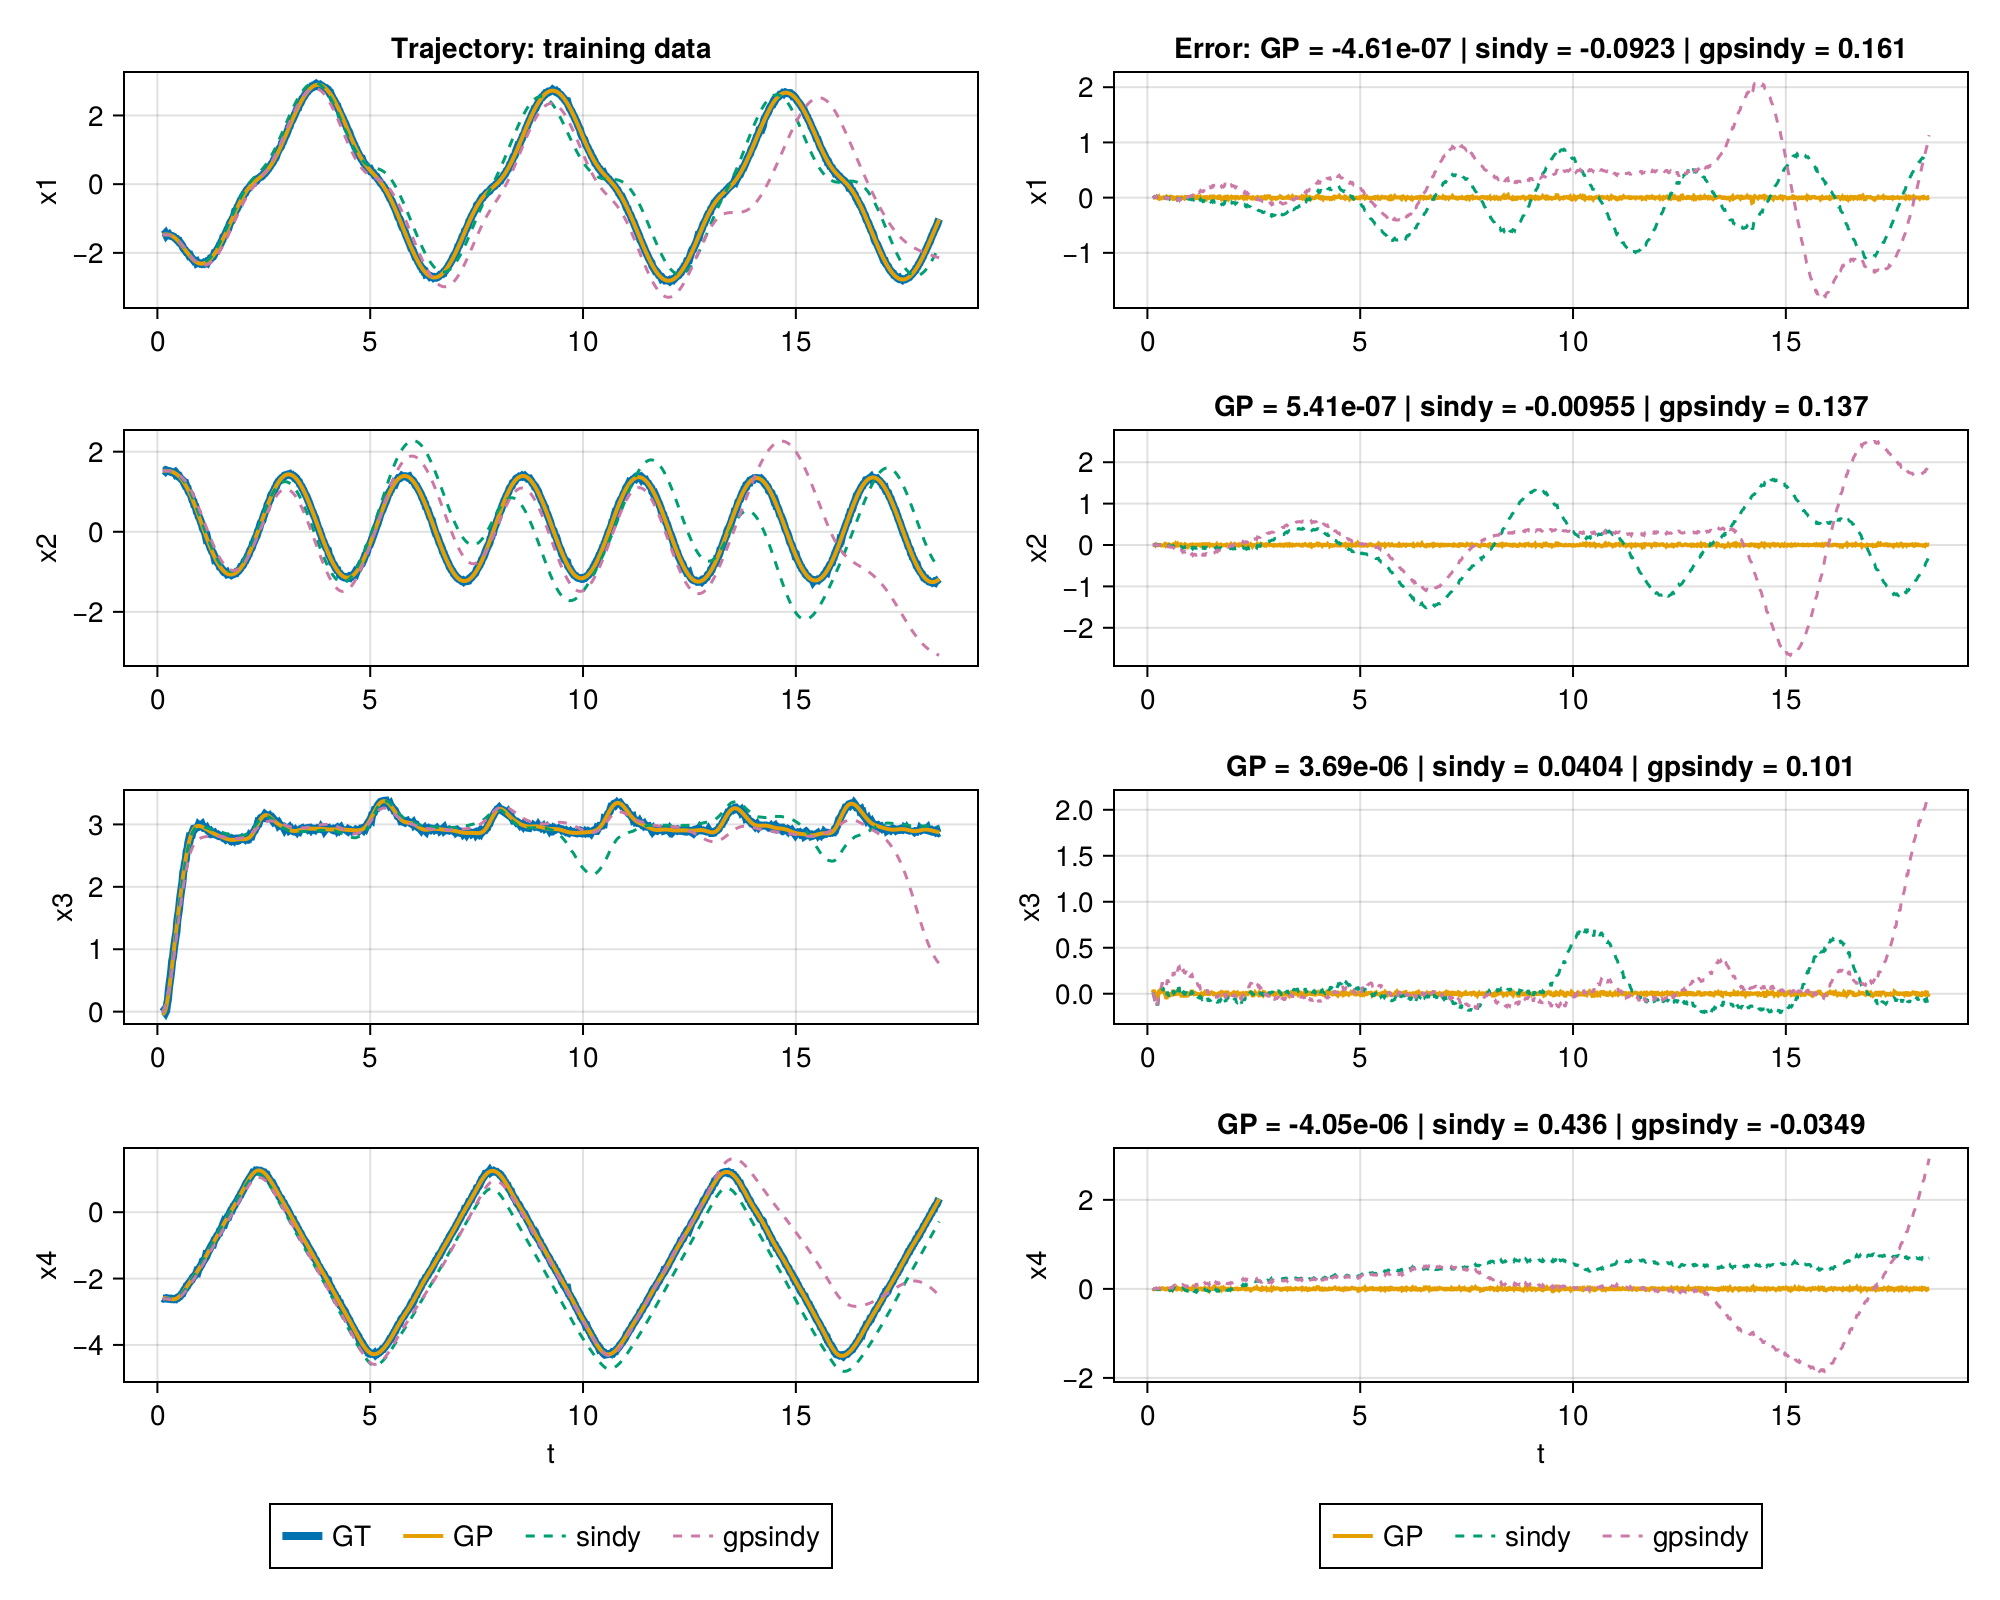 Trajectory: training data
x1
2
0
−2
0 5 10 15
Error: GP = -4.61e-07 | sindy = -0.0923 | gpsindy = 0.161
x1
2
1
0
−1
0 5 10 15
x2
2
0
−2
0 5 10 15
GP = 5.41e-07 | sindy = -0.00955 | gpsindy = 0.137
x2
2
1
0
−1
−2
0 5 10 15
x3
3
2
1
0
0 5 10 15
GP = 3.69e-06 | sindy = 0.0404 | gpsindy = 0.101
x3
2.0
1.5
1.0
0.5
0.0
0 5 10 15
x4
0
−2
−4
0 5 10 15
t
GP = -4.05e-06 | sindy = 0.436 | gpsindy = -0.0349
x4
2
0
−2
0 5 10 15
t
GT GP sindy gpsindy
GP sindy gpsindy